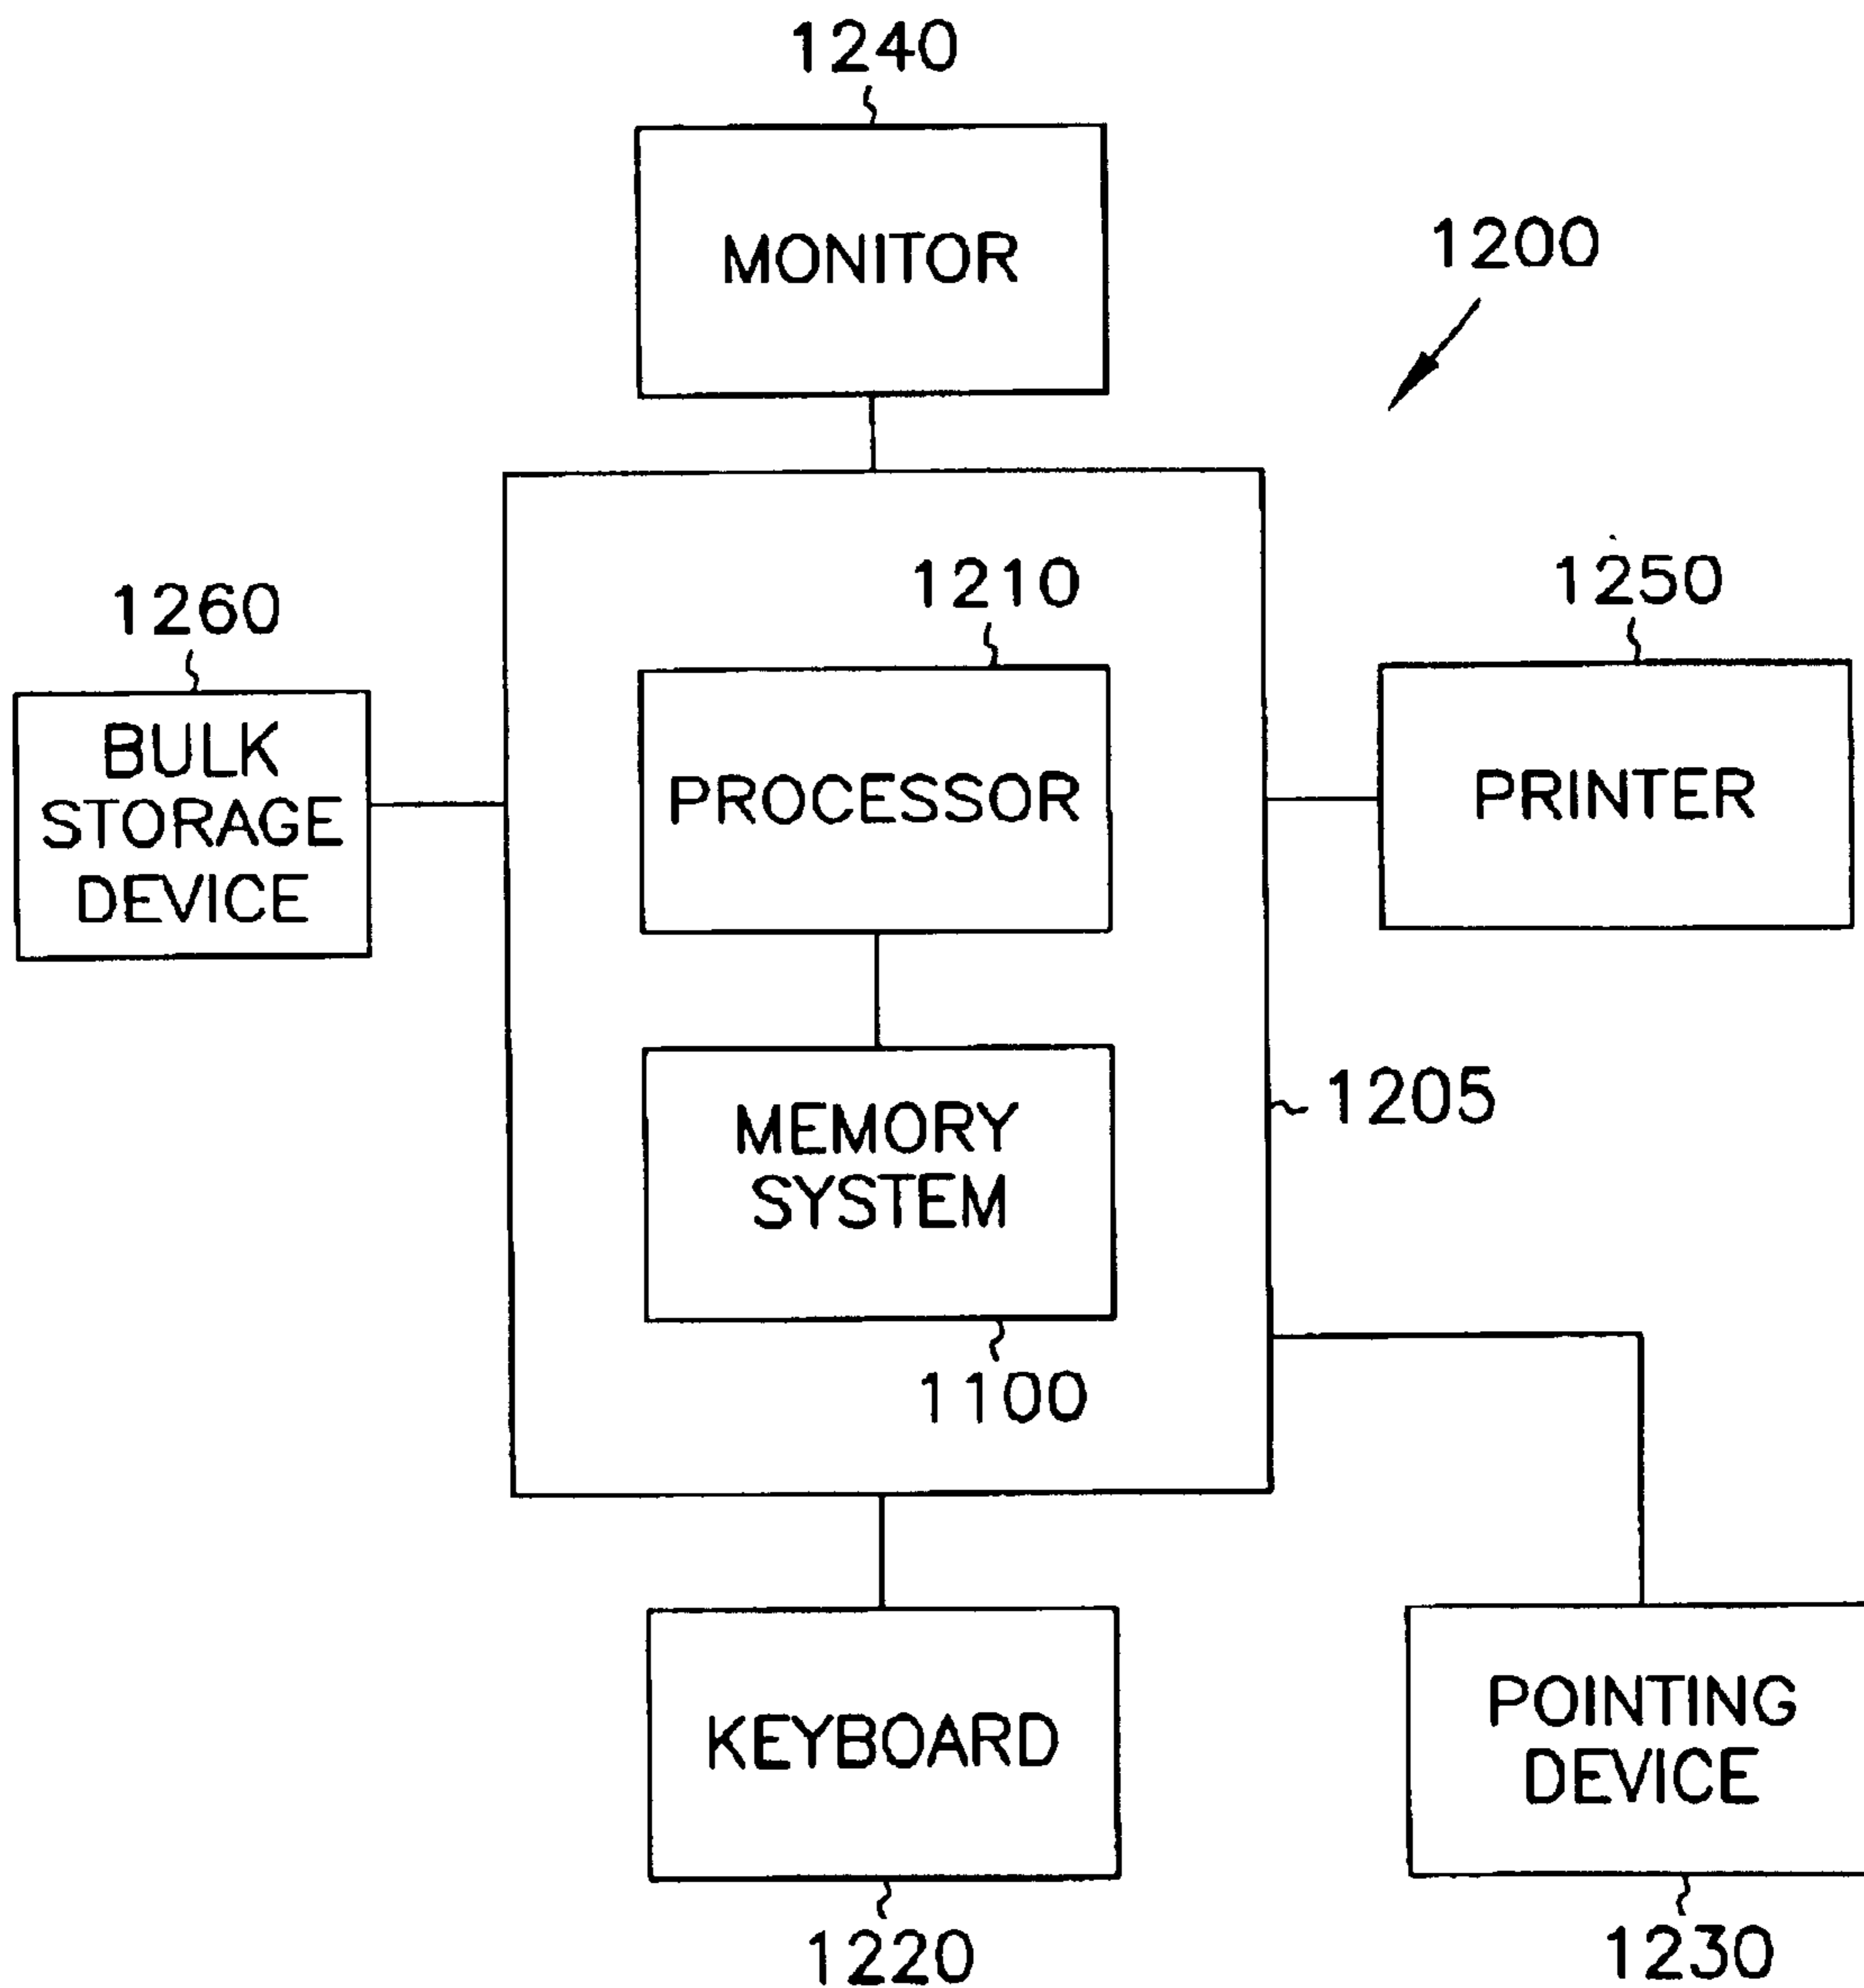 1240
MONITOR
1200
1260
BULK
STORAGE
DEVICE
1210
PROCESSOR
1250
PRINTER
MEMORY
SYSTEM
1205
1100
KEYBOARD
1220
POINTING
DEVICE
1230